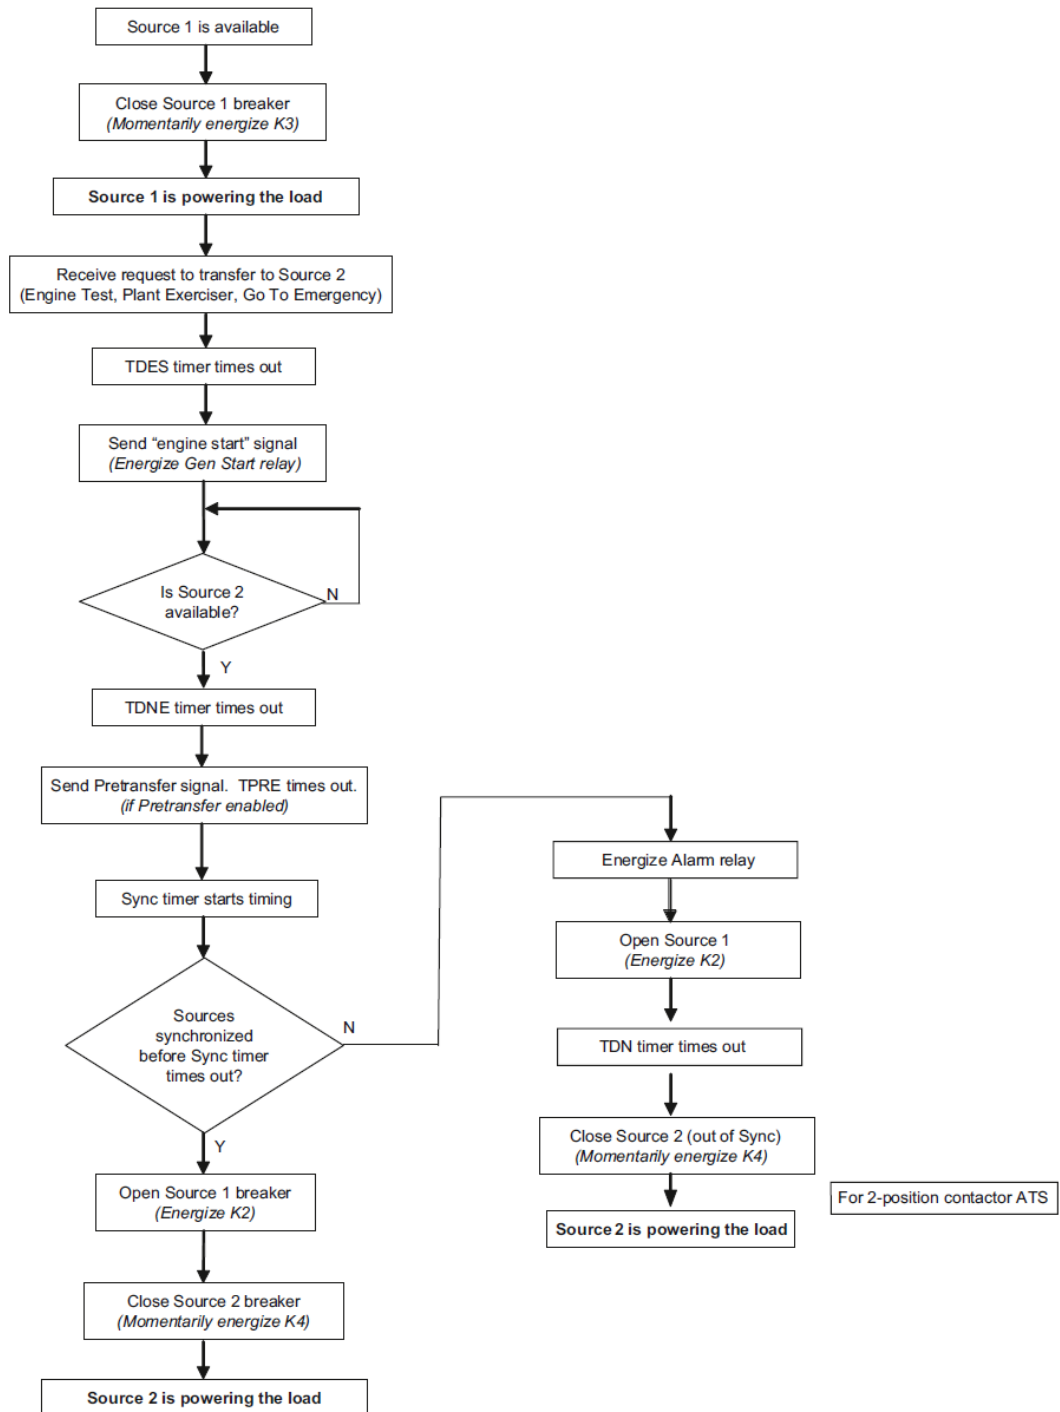 Source 1 is available
Close Source 1 breaker
(Momentarily energize K3)
Source 1 is powering the load
Receive request to transfer to Source 2
(Engine Test, Plant Exerciser, Go To Emergency)
TDES timer times out
Send “engine start” signal
(Energize Gen Start relay)
Is Source 2
available?
N
Y
TDNE timer times out
Send Pretransfer signal.  TPRE times out.
(if Pretransfer enabled)
Sync timer starts timing
Sources
synchronized
before Sync timer
times out?
N
Y
Open Source 1 breaker
(Energize K2)
Close Source 2 breaker
(Momentarily energize K4)
Source 2 is powering the load
Energize Alarm relay
Open Source 1
(Energize K2)
TDN timer times out
Close Source 2 (out of Sync)
(Momentarily energize K4)
Source 2 is powering the load
For 2-position contactor ATS